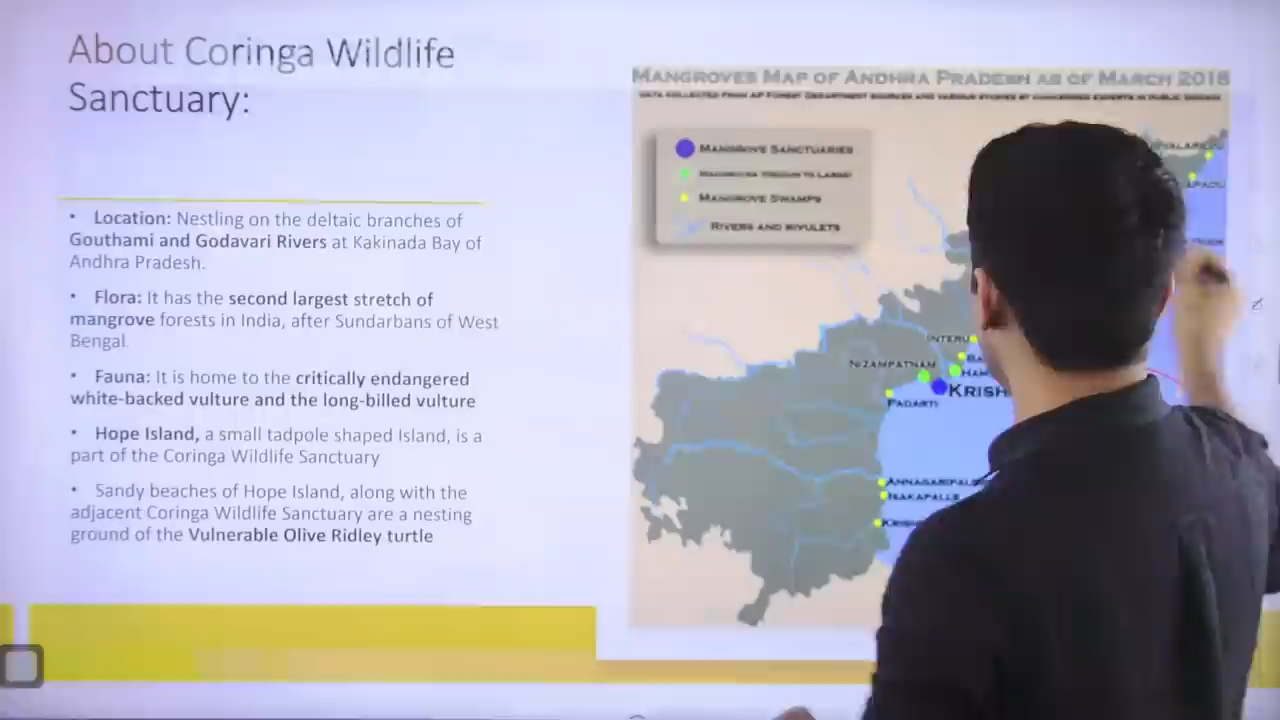 About Coringa Wildlife
Sanctuary:
• Location: Nestling on the deltaic branches of
Gouthami and Godavari Rivers at Kakinada Bay of
Andhra Pradesh.
• Flora: It has the second largest stretch of
mangrove forests in India, after Sundarbans of West
Bengal.
• Fauna: It is home to the critically endangered
white-backed vulture and the long-billed vulture
• Hope Island, a small tadpole shaped Island, is a
part of the Coringa Wildlife Sanctuary
• Sandy beaches of Hope Island, along with the
adjacent Coringa Wildlife Sanctuary are a nesting
ground of the Vulnerable Olive Ridley turtle
Mangroves Map of Andhra Pradesh as of March 2016
Mangrove Sanctuaries
Mangrove Swamps
Rivers and rivulets
Interu
Nizampatnam
Ham
Krish
Padarti
Isakapalle